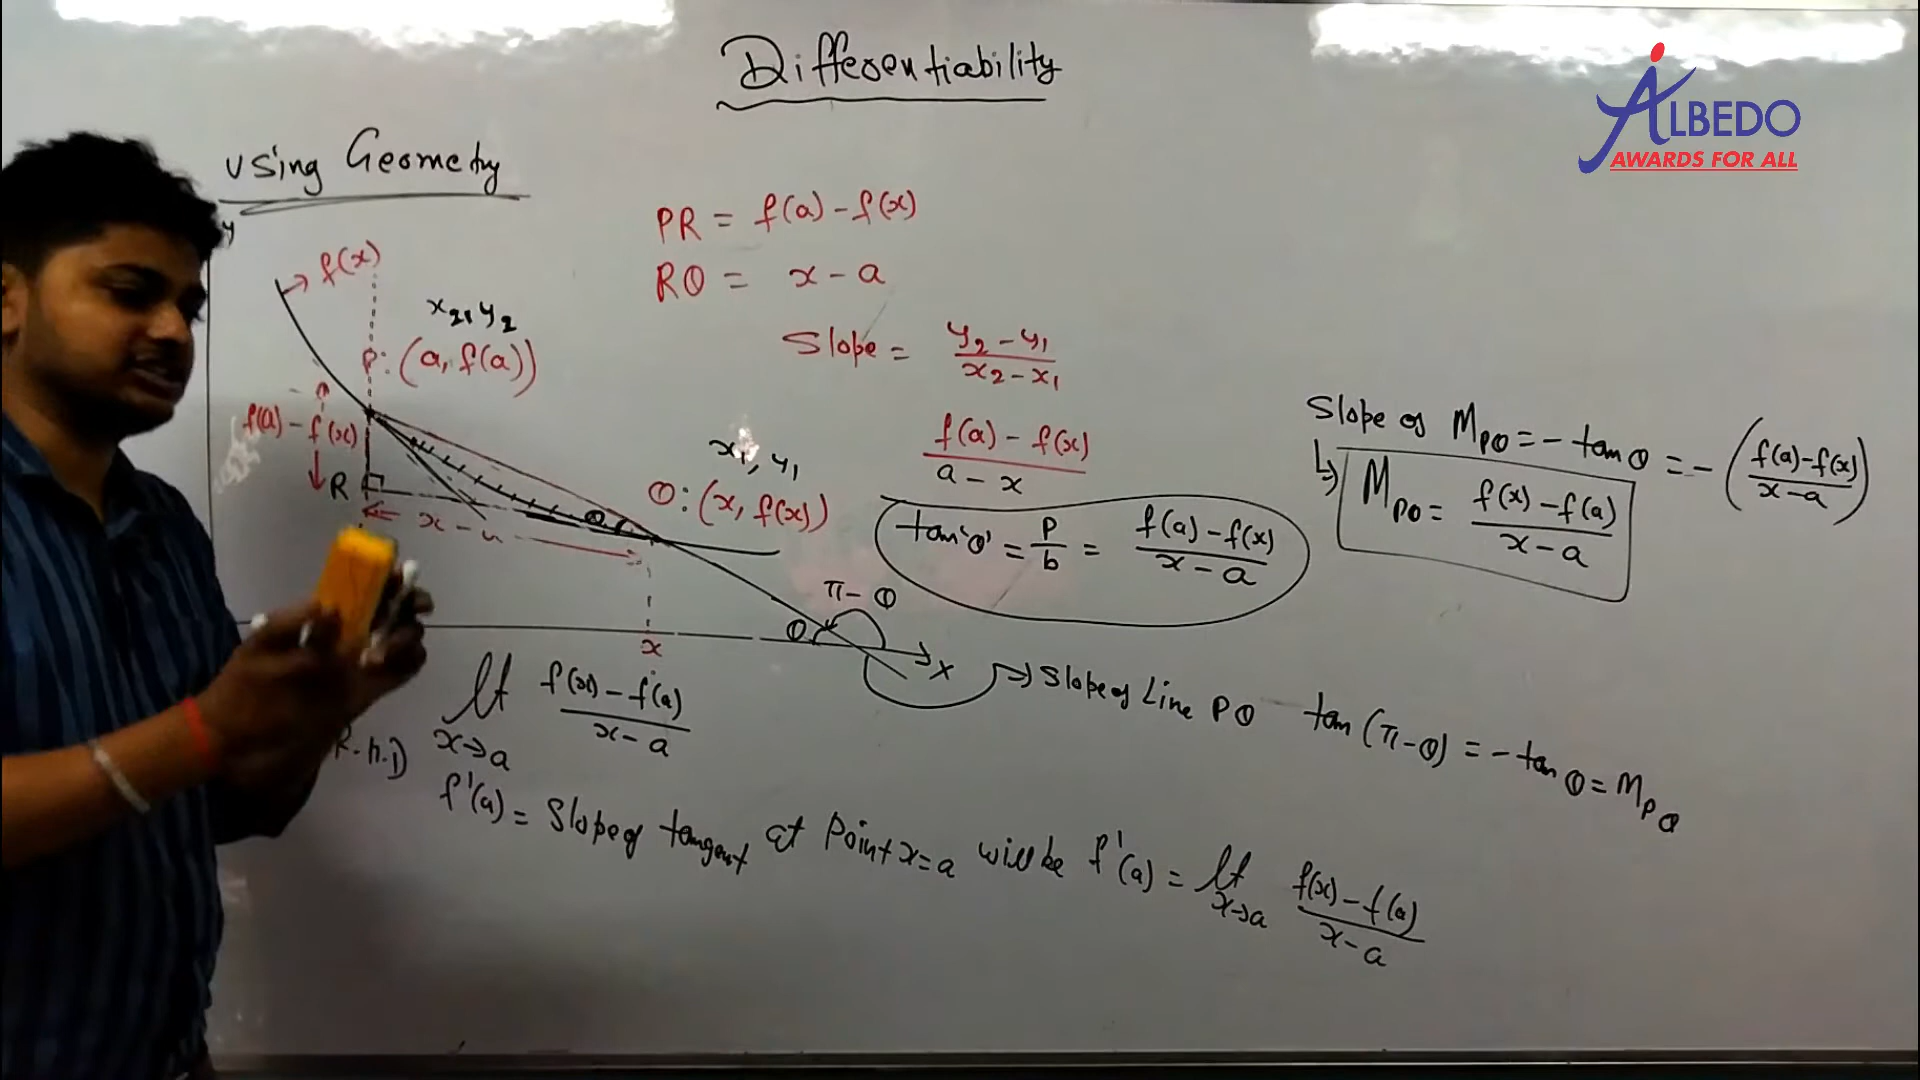 Differentiability
ALBEDO
AWARDS FOR ALL
Using Geometry
y
f(x)
x2, y2
P: (a, f(a))
f(a) - f(x)
R
x1, y1
Q: (x, f(x))
θ
π - θ
θ
x
X
PR = f(a) - f(x)
RQ = x - a
Slope = y2 - y1 / x2 - x1
f(a) - f(x) / a - x
tan'θ' = P/b = f(a) - f(x) / x - a
Slope of MPQ = - tanθ = - (f(a) - f(x) / x - a)
MPQ = f(x) - f(a) / x - a
Slope of Line PQ tan(π - θ) = - tanθ = MPQ
lt x→a f(x) - f(a) / x - a
f'(a) = Slope of tangent at Point x=a will be f'(a) = lt x→a f(x) - f(a) / x - a